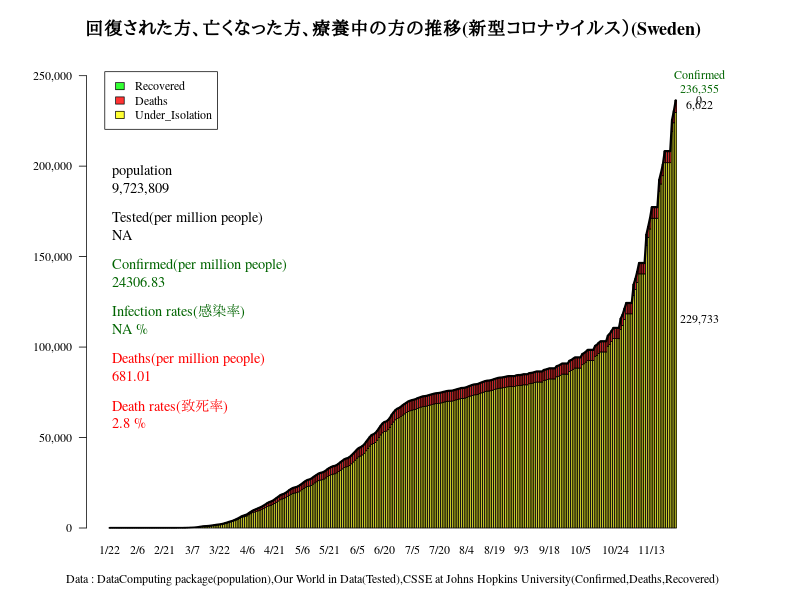 回復された方、亡くなった方、療養中の方の推移(新型コロナウイルス)(Sweden)
Confirmed
236,355
0
6,622
229,733
250,000
200,000
150,000
100,000
50,000
0
Recovered
Deaths
Under_Isolation
population
9,723,809
Tested(per million people)
NA
Confirmed(per million people)
24306.83
Infection rates(感染率)
NA %
Deaths(per million people)
681.01
Death rates(致死率)
2.8 %
1/22 2/6 2/21 3/7 3/22 4/6 4/21 5/6 5/21 6/5 6/20 7/5 7/20 8/4 8/19 9/3 9/18 10/5 10/24 11/13
Data : DataComputing package(population),Our World in Data(Tested),CSSE at Johns Hopkins University(Confirmed,Deaths,Recovered)